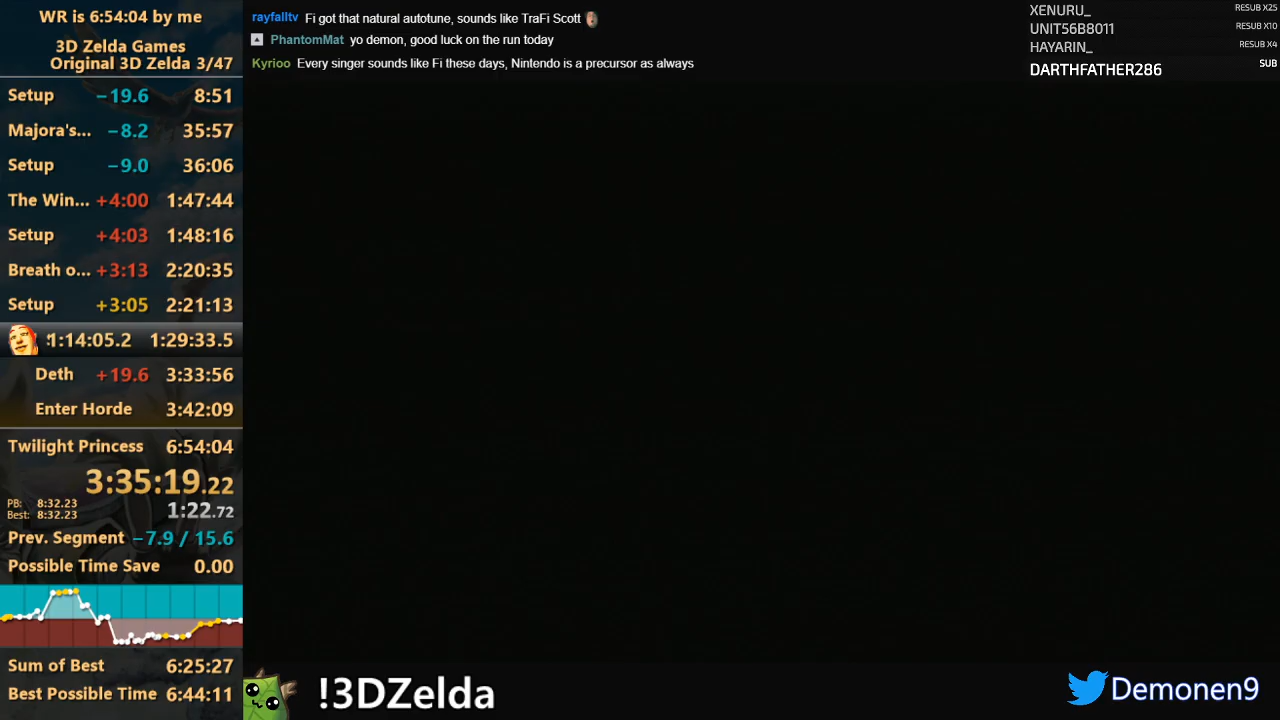 WR is 6:54:04 by me
3D Zelda Games
Original 3D Zelda 3/47
Setup −19.6 8:51
Majora's... −8.2 35:57
Setup −9.0 36:06
The Win... +4:00 1:47:44
Setup +4:03 1:48:16
Breath o... +3:13 2:20:35
Setup +3:05 2:21:13
1:14:05.2 1:29:33.5
Deth +19.6 3:33:56
Enter Horde 3:42:09
Twilight Princess 6:54:04
3:35:19.22
PB: 8:32.23
Best: 8:32.23
1:22.72
Prev. Segment −7.9 / 15.6
Possible Time Save 0.00
Sum of Best 6:25:27
Best Possible Time 6:44:11
rayfalltv Fi got that natural autotune, sounds like TraFi Scott
PhantomMat yo demon, good luck on the run today
Kyrioo Every singer sounds like Fi these days, Nintendo is a precursor as always
XENURU_ RESUB X25
UNIT56B8011 RESUB X10
HAYARIN_ RESUB X4
DARTHFATHER286 SUB
!3DZelda
Demonen9